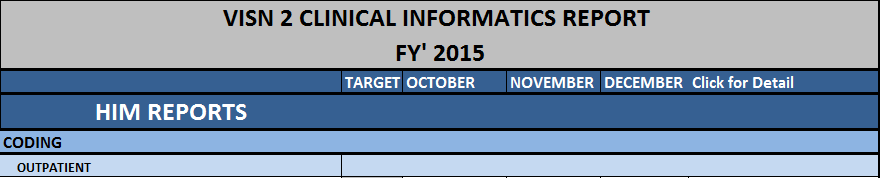 VISN 2 CLINICAL INFORMATICS REPORT
FY' 2015
TARGET OCTOBER NOVEMBER DECEMBER Click for Detail
HIM REPORTS
CODING
OUTPATIENT